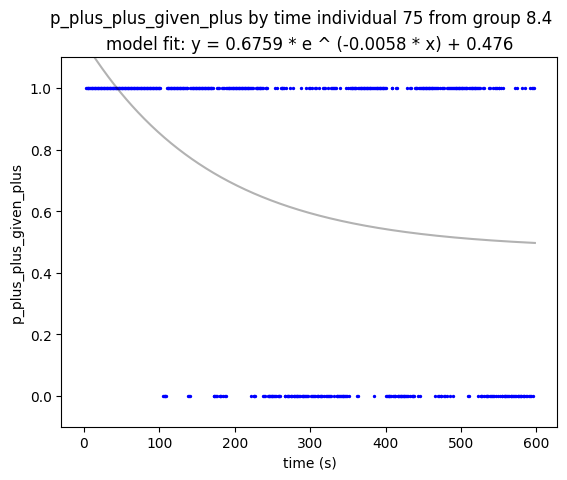 p_plus_plus_given_plus by time individual 75 from group 8.4
model fit: y = 0.6759 * e ^ (-0.0058 * x) + 0.476
p_plus_plus_given_plus
1.0
0.8
0.6
0.4
0.2
0.0
0 100 200 300 400 500 600
time (s)